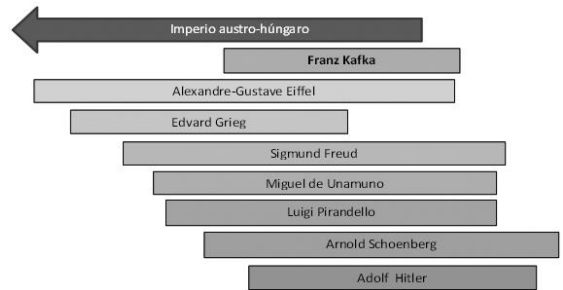 Imperio austro-húngaro
Franz Kafka
Alexandre-Gustave Eiffel
Edvard Grieg
Sigmund Freud
Miguel de Unamuno
Luigi Pirandello
Arnold Schoenberg
Adolf Hitler